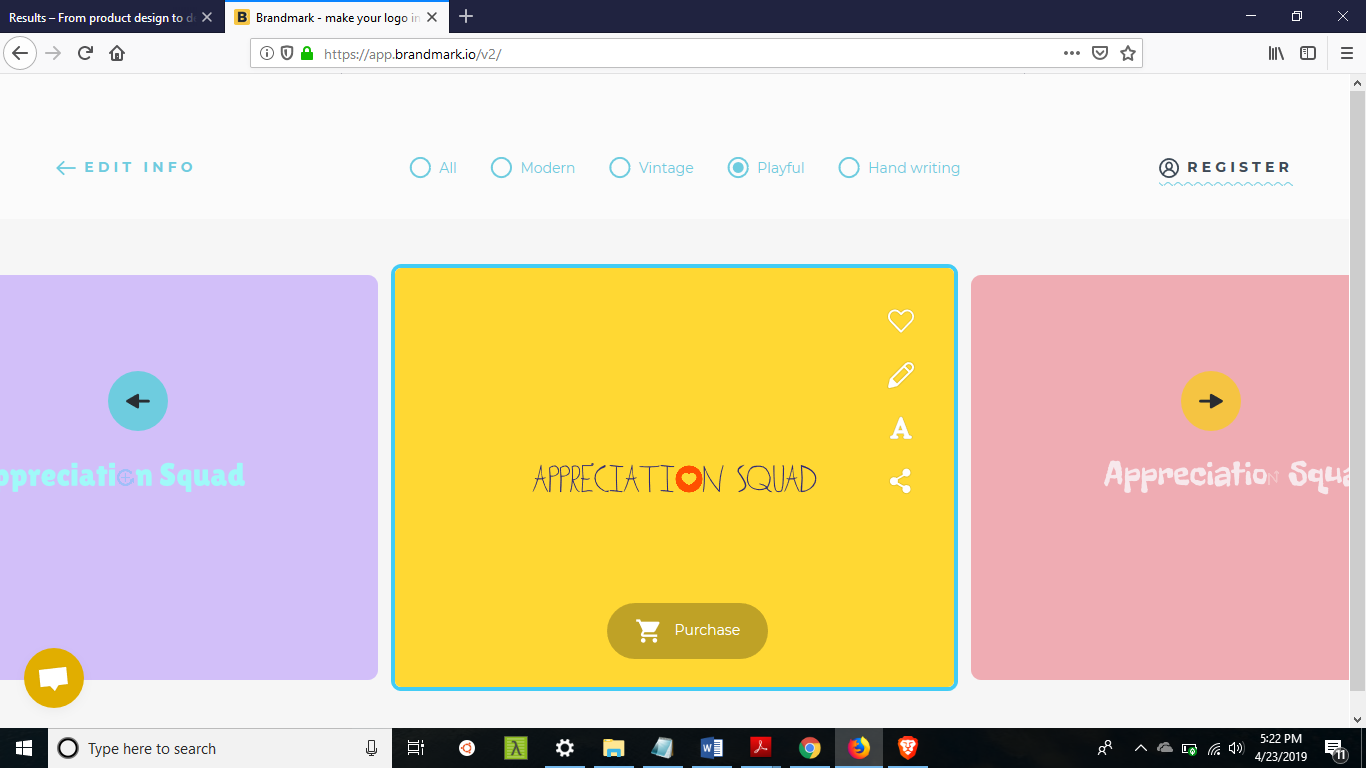 Results – From product design to d
Brandmark - make your logo in
https://app.brandmark.io/v2/
EDIT INFO
All
Modern
Vintage
Playful
Hand writing
REGISTER
ppreciation Squad
APPRECIATION SQUAD
Appreciation Squa
Purchase
Type here to search
5:22 PM
4/23/2019
11